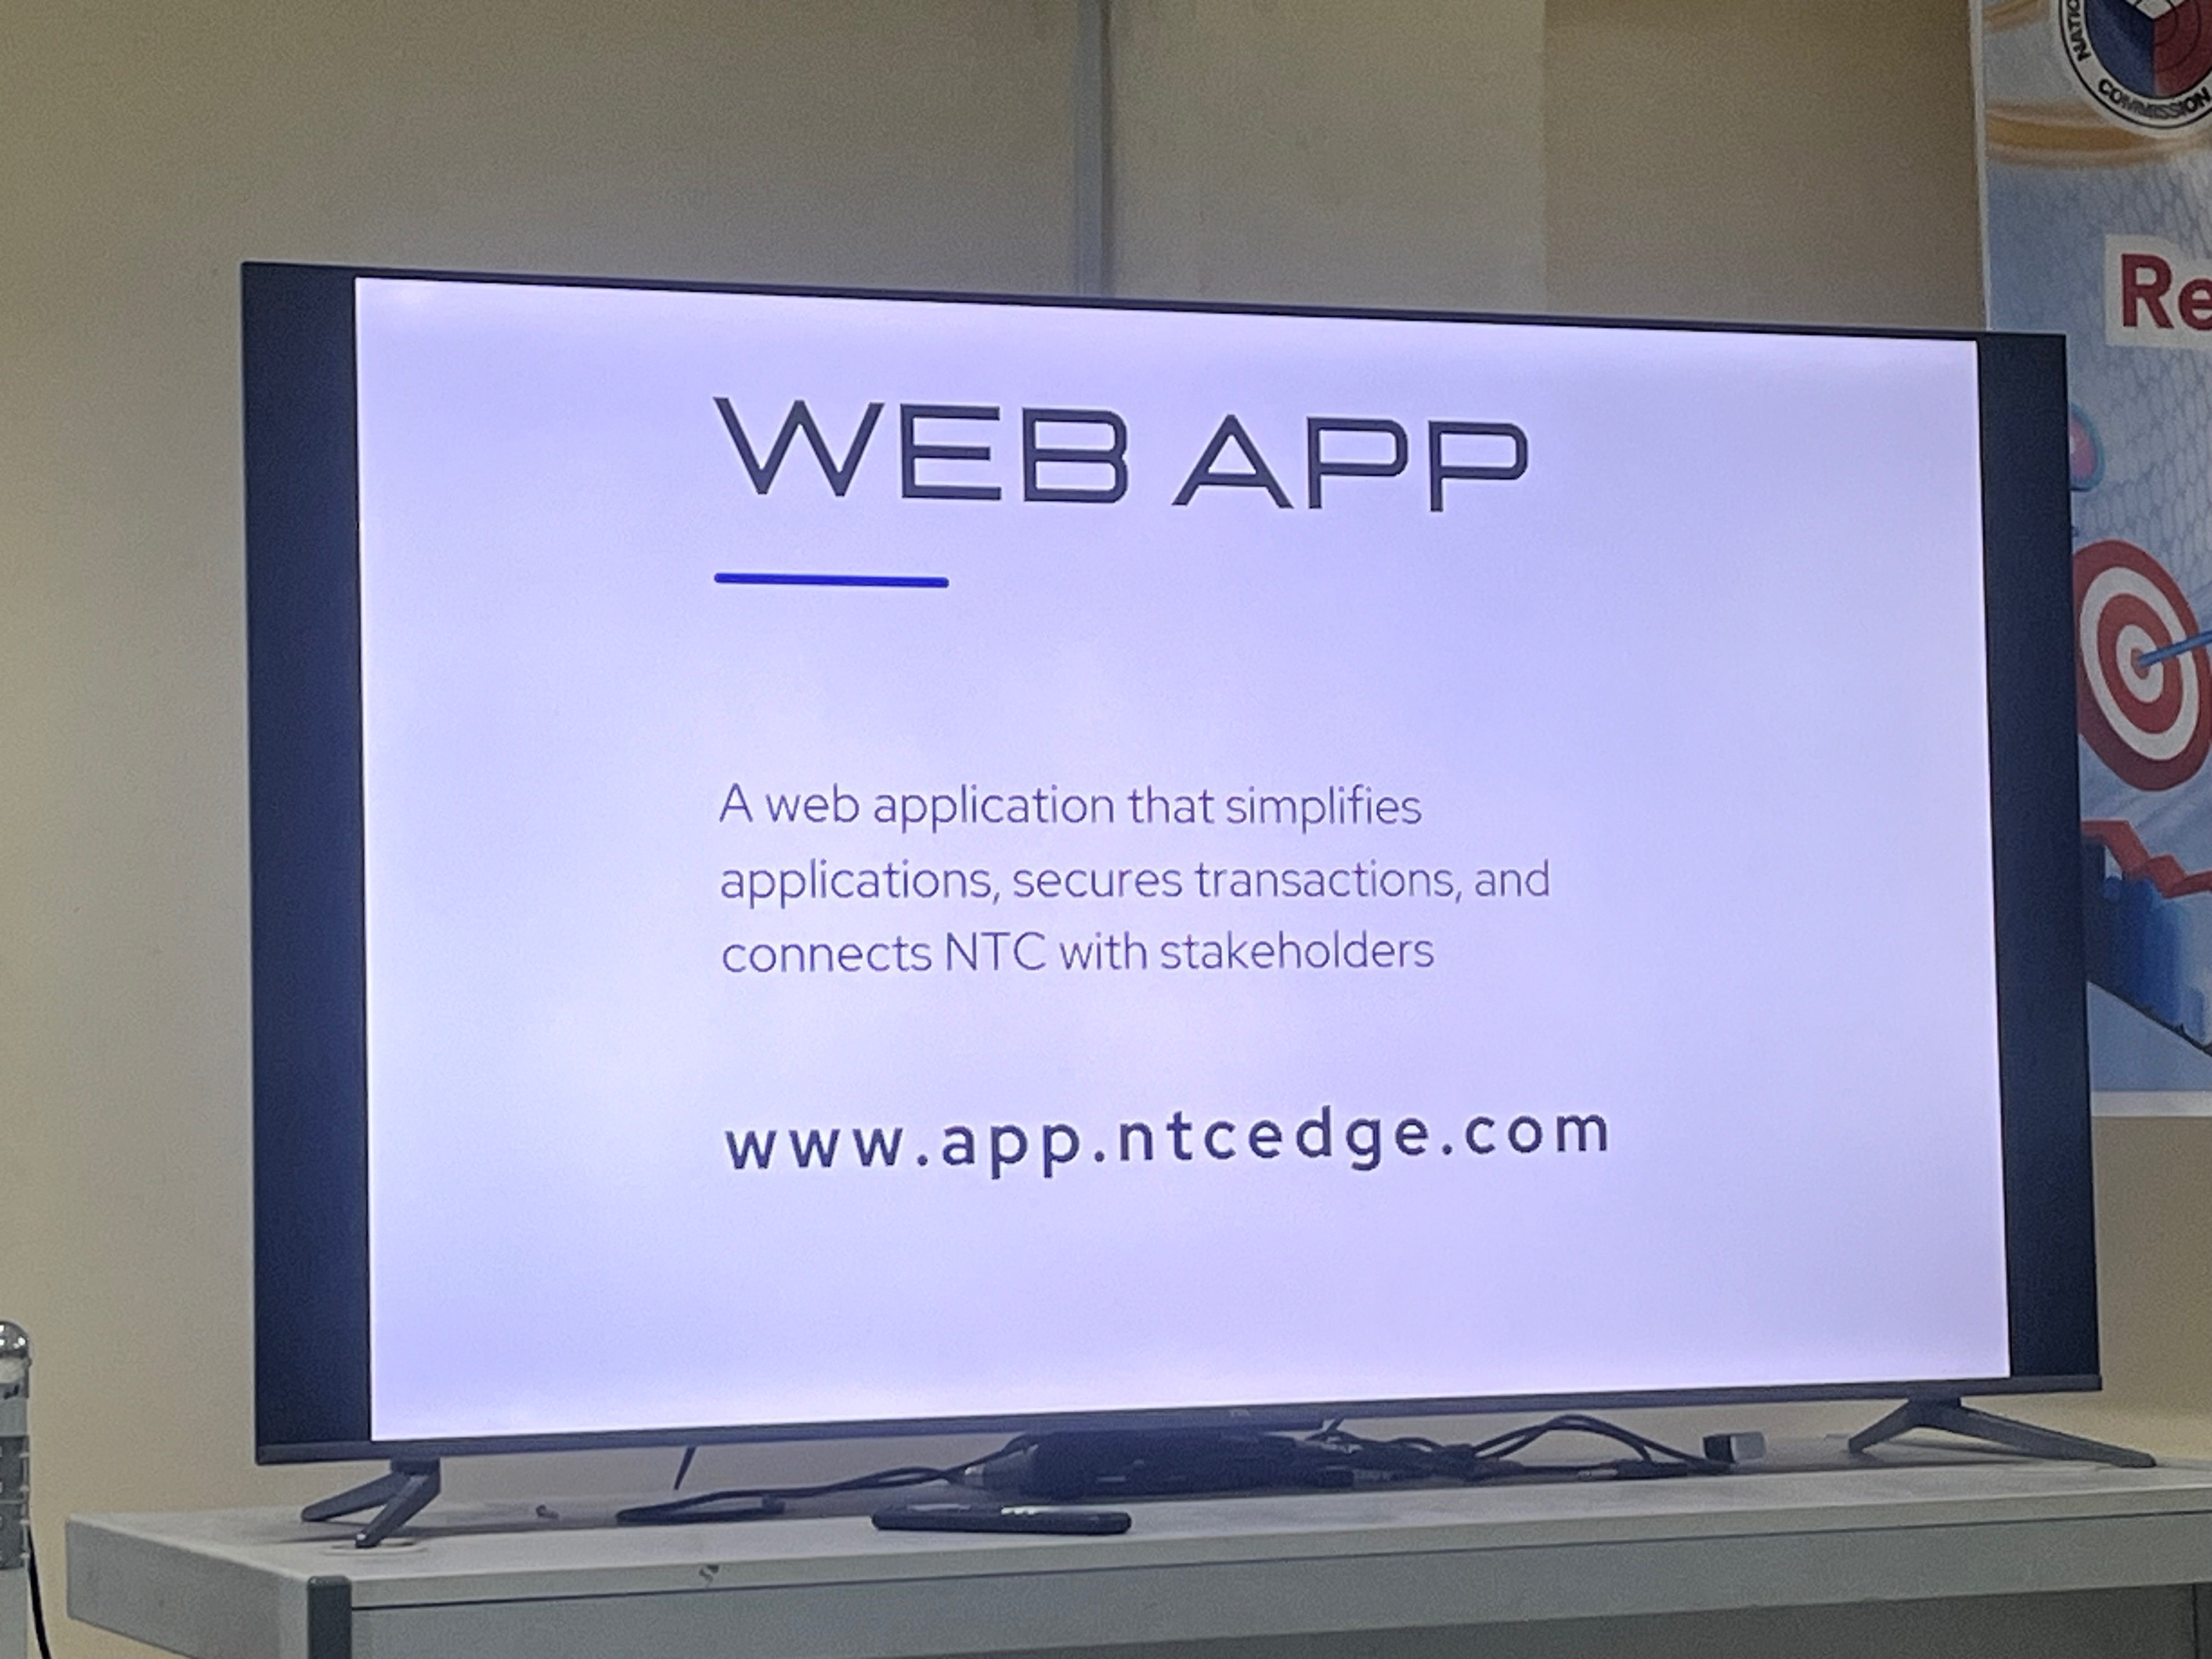 WEB APP
A web application that simplifies
applications, secures transactions, and
connects NTC with stakeholders
www.app.ntcedge.com
NATIO
COMMISSION
Re